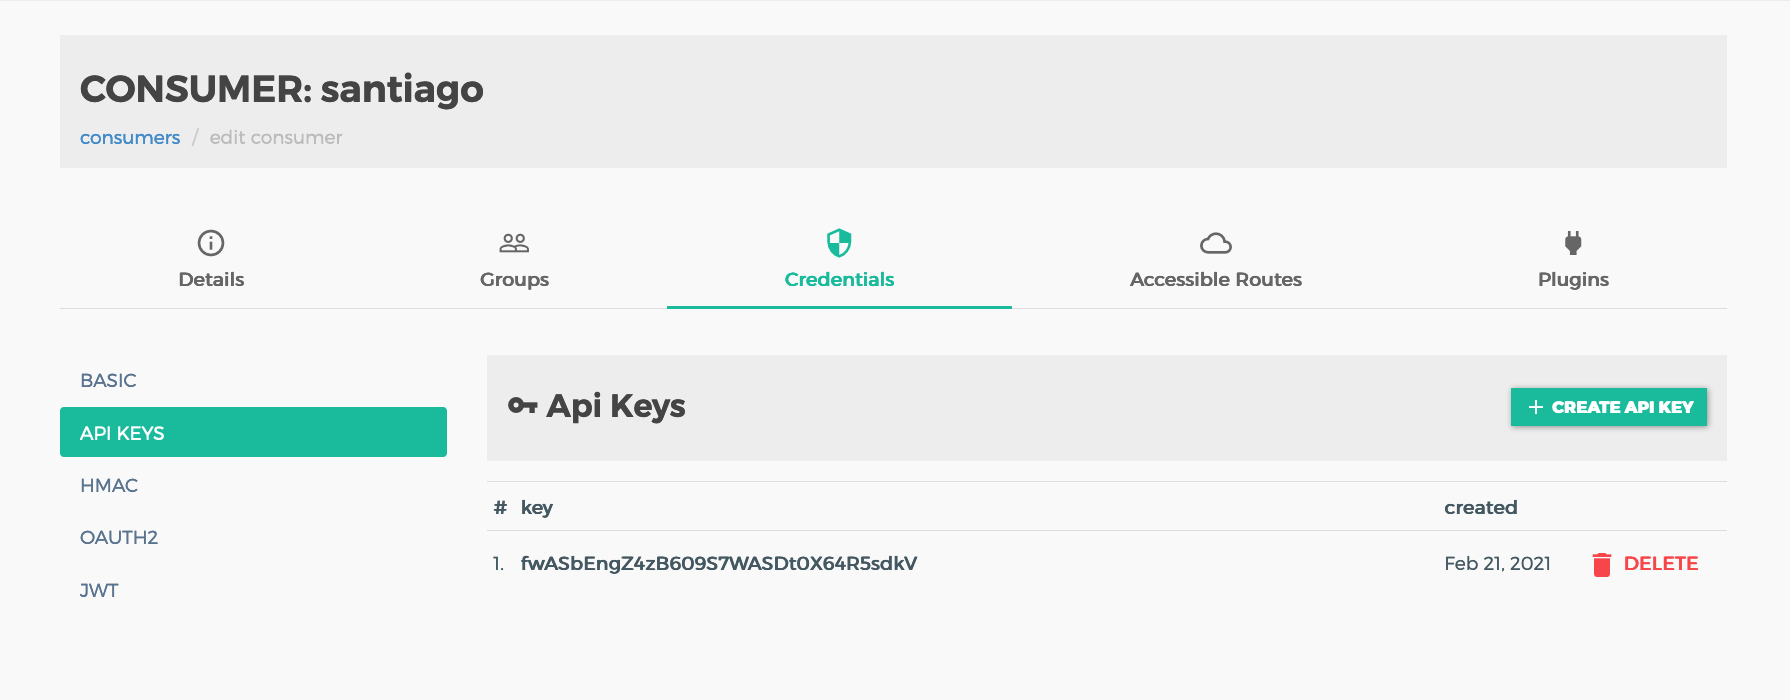 CONSUMER: santiago
consumers / edit consumer
Details Groups Credentials Accessible Routes Plugins
BASIC
API KEYS
HMAC
OAUTH2
JWT
Api Keys
+ CREATE API KEY
# key created
1. fwASbEngZ4zB609S7WASDt0X64R5sdkV Feb 21, 2021 DELETE